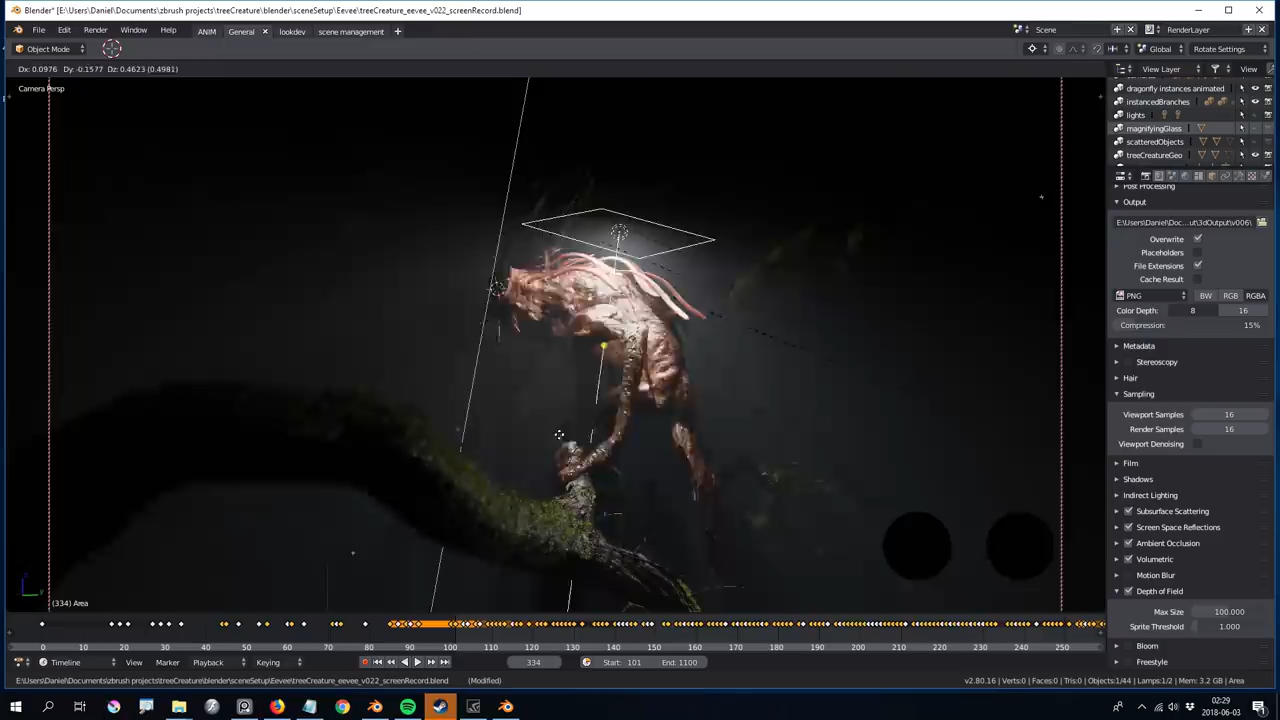 Blender* [E:\Users\Daniel\Documents\zbrush projects\treeCreature\blender\sceneSetup\Eevee\treeCreature_eevee_v022_screenRecord.blend]
File Edit Render Window Help ANIM General lookdev scene management Scene RenderLayer
Object Mode Global Rotate Settings
Dx: 0.0976 Dy: -0.1577 Dz: 0.4623 (0.4981) View Layer View
Camera Persp
dragonfly instances animated
instancedBranches
lights
magnifyingGlass
scatteredObjects
treeCreatureGeo
Post Processing
Output
E:\Users\Daniel\Doc...ut\3dOutput\v006\
Overwrite
Placeholders
File Extensions
Cache Result
PNG BW RGB RGBA
Color Depth: 8 16
Compression: 15%
Metadata
Stereoscopy
Hair
Sampling
Viewport Samples 16
Render Samples 16
Viewport Denoising
Film
Shadows
Indirect Lighting
Subsurface Scattering
Screen Space Reflections
Ambient Occlusion
Volumetric
Motion Blur
Depth of Field
Max Size 100.000
Sprite Threshold 1.000
Bloom
Freestyle
(334) Area
0 10 20 30 40 50 60 70 80 90 100 110 120 130 140 150 160 170 180 190 200 210 220 230 240 250
Timeline View Marker Playback Keying 334 Start: 101 End: 1100
E:\Users\Daniel\Documents\zbrush projects\treeCreature\blender\sceneSetup\Eevee\treeCreature_eevee_v022_screenRecord.blend (Modified) v2.80.16 | Verts:0 | Faces:0 | Tris:0 | Objects:1/44 | Lamps:1/2 | Mem: 3.2 GB | Area
02:29
2018-06-03